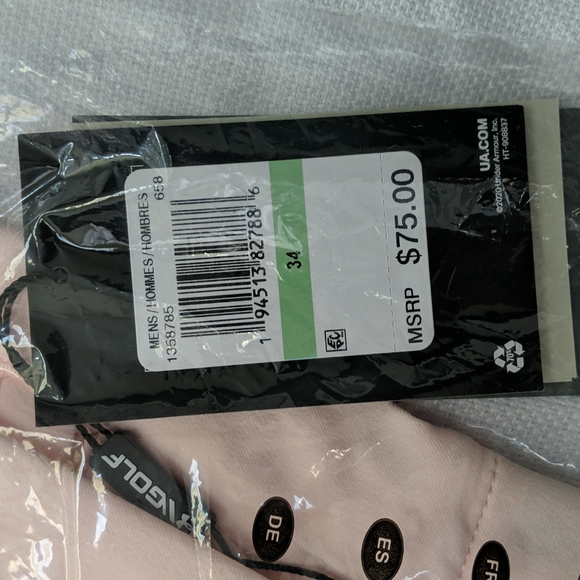 MENS / HOMMES / HOMBRES
1358785 658
1 94513 82788 6
34
MSRP $75.00
UA.COM
©2020 Under Armour, Inc.
HT-908837
GOLF
DE
ES
FR